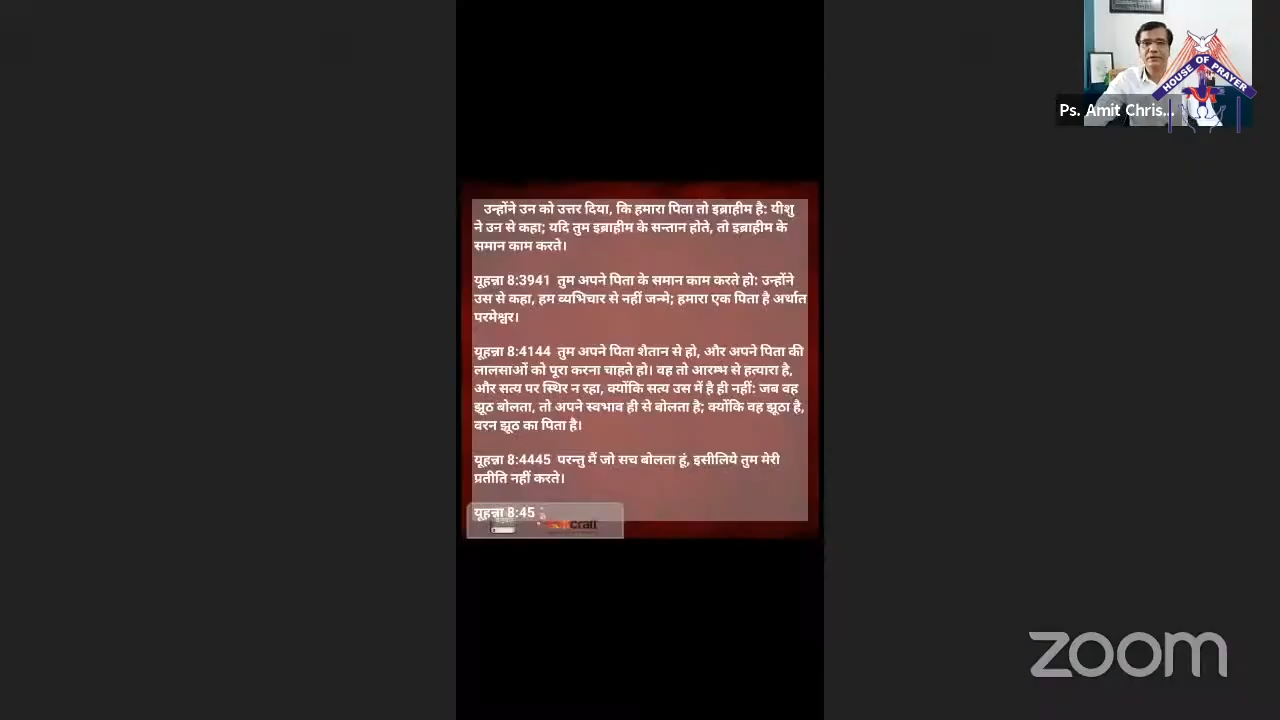 HOUSE OF PRAYER
Ps. Amit Chris...
उन्होंने उन को उत्तर दिया, कि हमारा पिता तो इब्राहीम है: यीशु
ने उन से कहा; यदि तुम इब्राहीम के सन्तान होते, तो इब्राहीम के
समान काम करते।
यूहन्ना 8:3941 तुम अपने पिता के समान काम करते हो: उन्होंने
उस से कहा, हम व्यभिचार से नहीं जन्मे; हमारा एक पिता है अर्थात
परमेश्वर।
यूहन्ना 8:4144 तुम अपने पिता शैतान से हो, और अपने पिता की
लालसाओं को पूरा करना चाहते हो। वह तो आरम्भ से हत्यारा है,
और सत्य पर स्थिर न रहा, क्योंकि सत्य उस में है ही नहीं: जब वह
झूठ बोलता, तो अपने स्वभाव ही से बोलता है; क्योंकि वह झूठा है,
वरन झूठ का पिता है।
यूहन्ना 8:4445 परन्तु मैं जो सच बोलता हूं, इसीलिये तुम मेरी
प्रतीति नहीं करते।
यूहन्ना 8:45
zoom